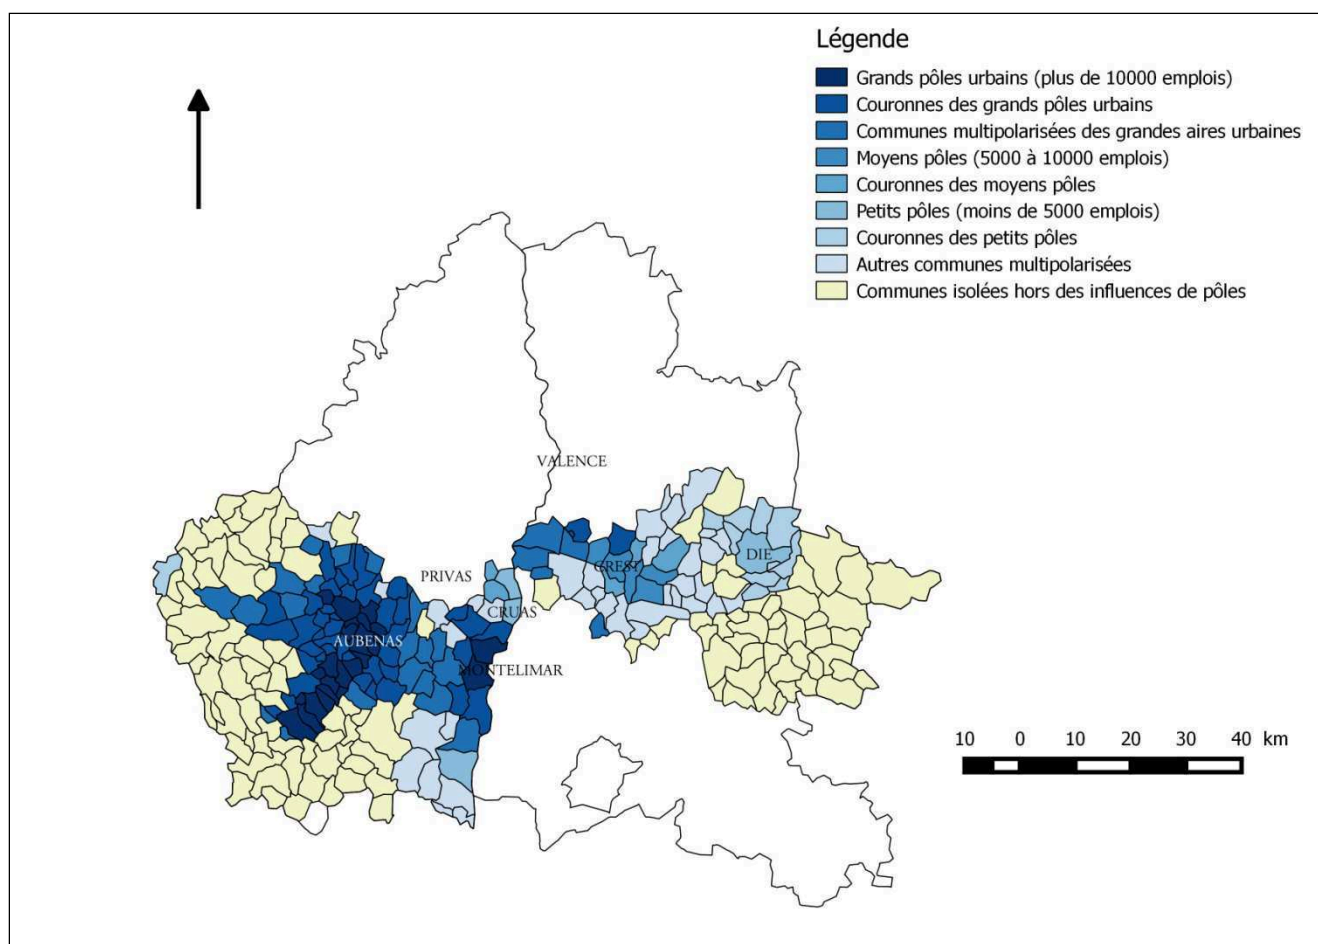 Légende
Grands pôles urbains (plus de 10000 emplois)
Couronnes des grands pôles urbains
Communes multipolarisées des grandes aires urbaines
Moyens pôles (5000 à 10000 emplois)
Couronnes des moyens pôles
Petits pôles (moins de 5000 emplois)
Couronnes des petits pôles
Autres communes multipolarisées
Communes isolées hors des influences de pôles
VALENCE
DIE
CREST
PRIVAS
CRUAS
AUBENAS
MONTELIMAR
10 0 10 20 30 40 km